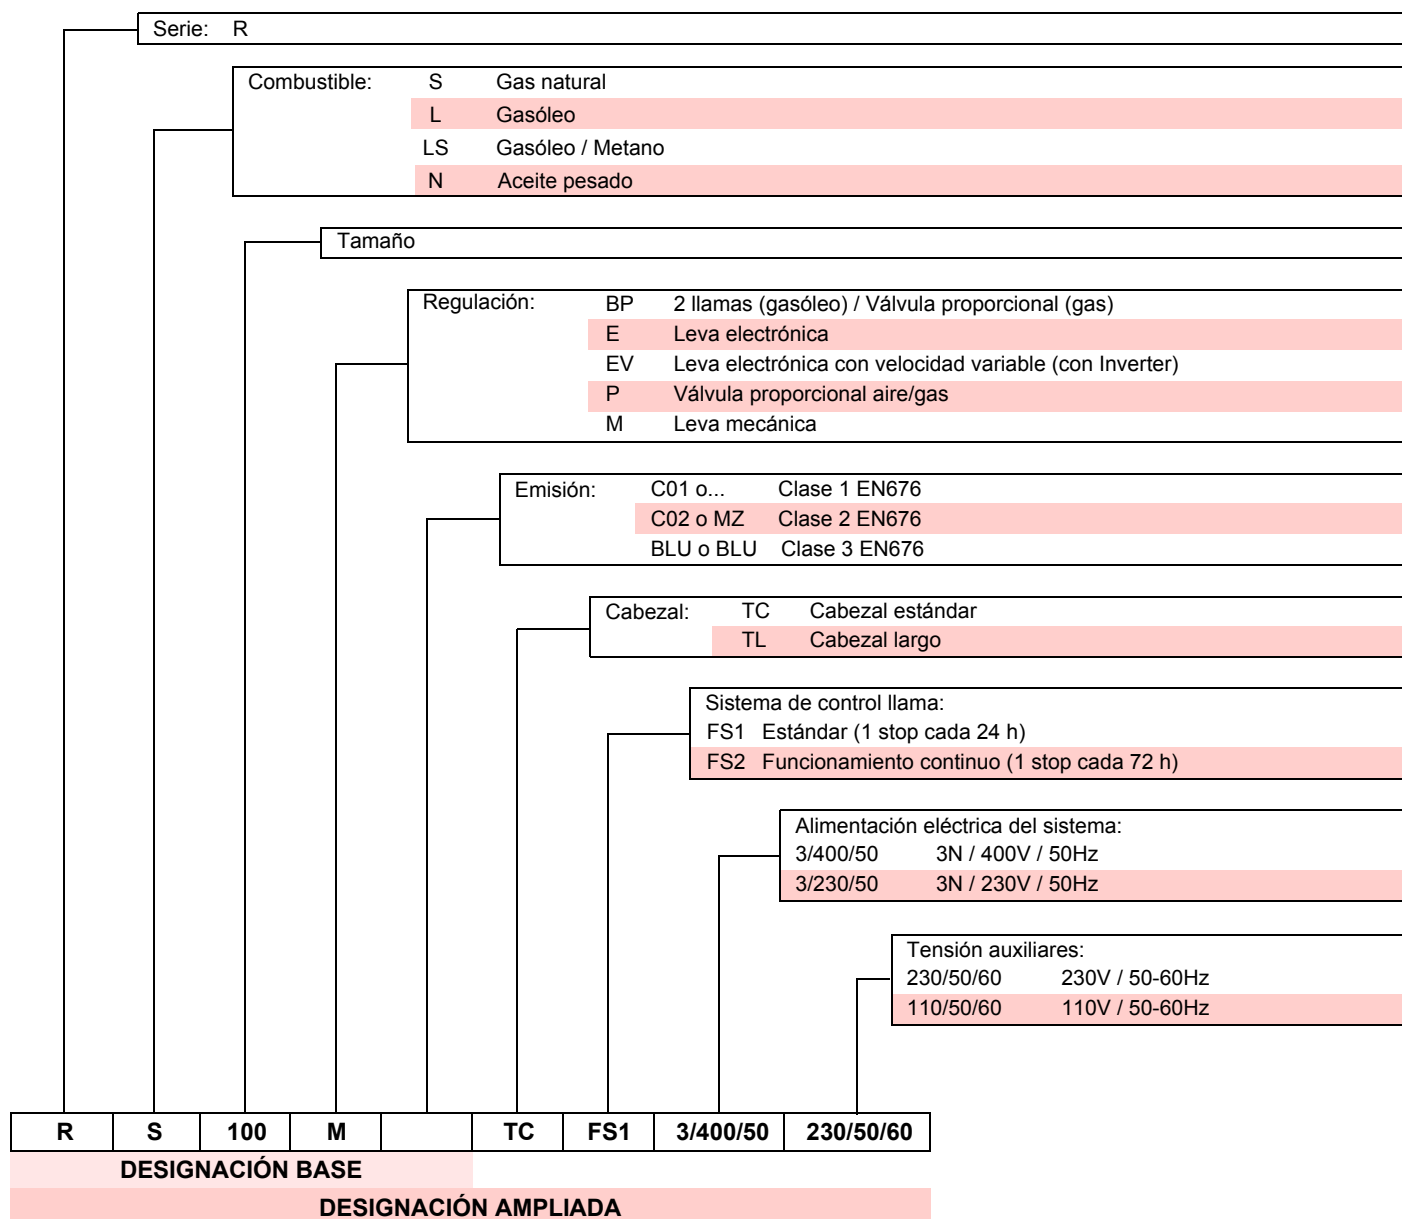 Serie: R
Combustible: S Gas natural
L Gasóleo
LS Gasóleo / Metano
N Aceite pesado
Tamaño
Regulación: BP 2 llamas (gasóleo) / Válvula proporcional (gas)
E Leva electrónica
EV Leva electrónica con velocidad variable (con Inverter)
P Válvula proporcional aire/gas
M Leva mecánica
Emisión: C01 o... Clase 1 EN676
C02 o MZ Clase 2 EN676
BLU o BLU Clase 3 EN676
Cabezal: TC Cabezal estándar
TL Cabezal largo
Sistema de control llama:
FS1 Estándar (1 stop cada 24 h)
FS2 Funcionamiento continuo (1 stop cada 72 h)
Alimentación eléctrica del sistema:
3/400/50 3N / 400V / 50Hz
3/230/50 3N / 230V / 50Hz
Tensión auxiliares:
230/50/60 230V / 50-60Hz
110/50/60 110V / 50-60Hz
R S 100 M TC FS1 3/400/50 230/50/60
DESIGNACIÓN BASE
DESIGNACIÓN AMPLIADA